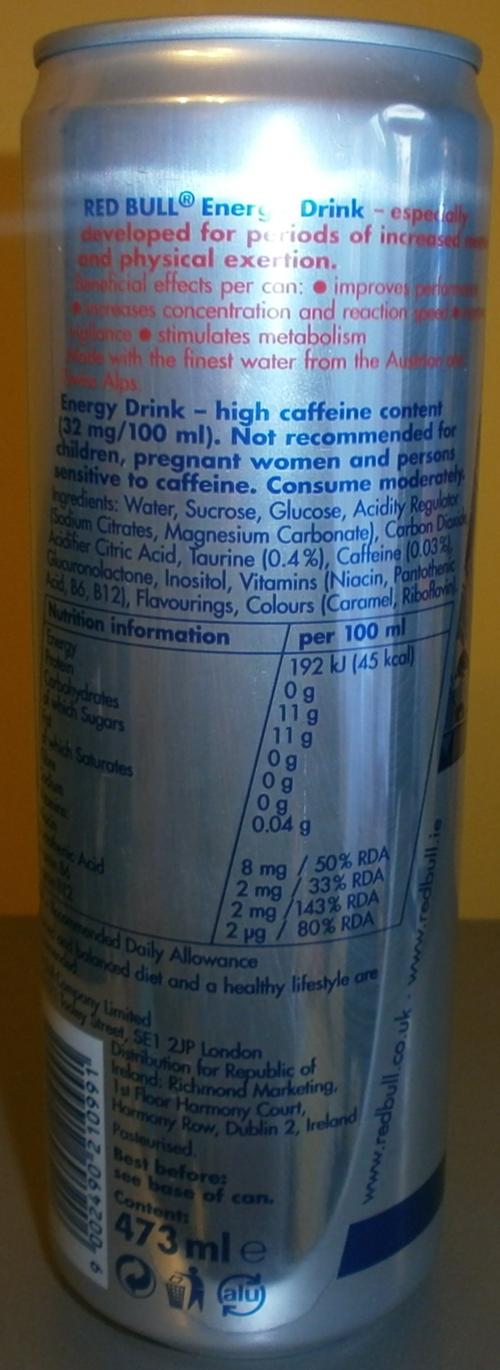 RED BULL® Energy Drink – especially
developed for periods of increased
and physical exertion.
Beneficial effects per can: ● improves
● increases concentration and reaction speed ●
vigilance ● stimulates metabolism
Made with the finest water from the Austrian and
Swiss Alps.
Energy Drink – high caffeine content
(32 mg/100 ml). Not recommended for
children, pregnant women and persons
sensitive to caffeine. Consume moderately.
Ingredients: Water, Sucrose, Glucose, Acidity Regulator
(Sodium Citrates, Magnesium Carbonate), Carbon Dioxide,
Acidifier Citric Acid, Taurine (0.4%), Caffeine (0.03%),
Glucuronolactone, Inositol, Vitamins (Niacin, Pantothenic
Acid, B6, B12), Flavourings, Colours (Caramel, Riboflavin).
Nutrition information per 100 ml
Energy 192 kJ (45 kcal)
Protein 0 g
Carbohydrates 11 g
of which Sugars 11 g
0 g
of which Saturates 0 g
0 g
0.04 g
8 mg / 50% RDA
Acid 2 mg / 33% RDA
2 mg / 143% RDA
2 µg / 80% RDA
Recommended Daily Allowance
and balanced diet and a healthy lifestyle are
Company Limited
Tooley Street, SE1 2JP London
Distribution for Republic of
Ireland: Richmond Marketing,
1st Floor Harmony Court,
Harmony Row, Dublin 2, Ireland
Pasteurised.
Best before:
see base of can.
Content:
473 ml e
alu
9 002490 210991
www.redbull.co.uk · www.redbull.ie